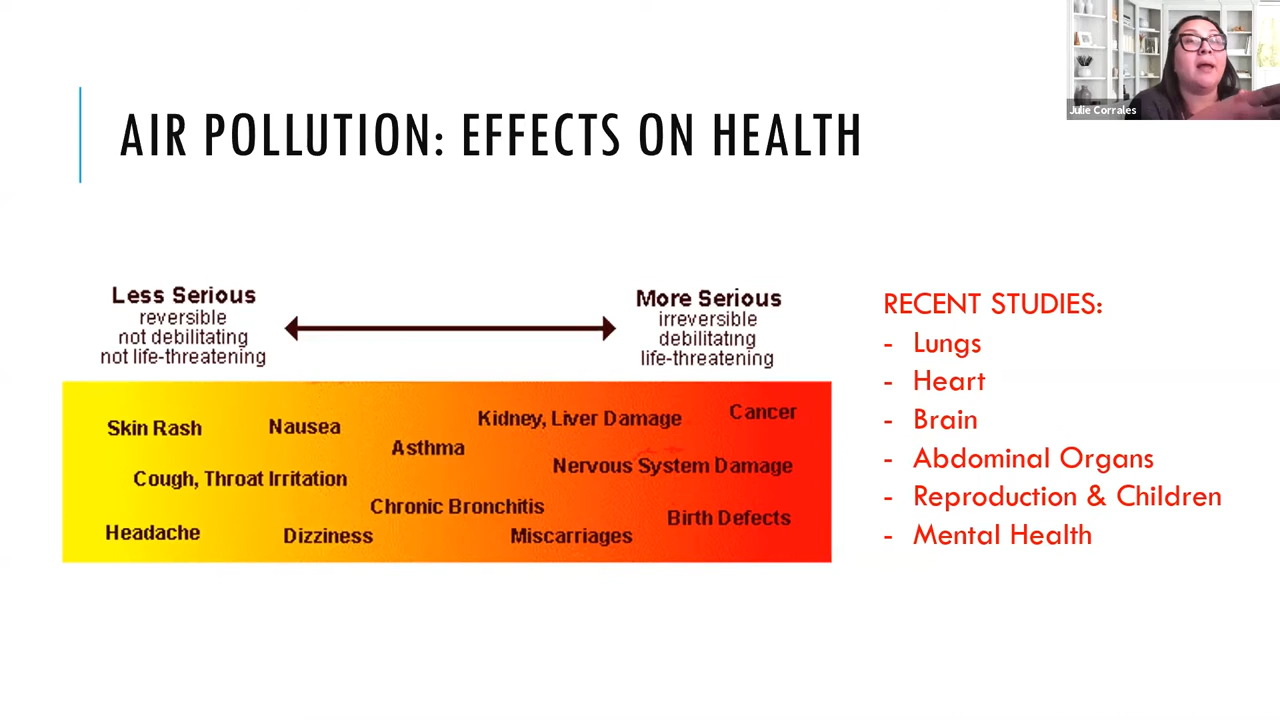 Julie Corrales
AIR POLLUTION: EFFECTS ON HEALTH
Less Serious
reversible
not debilitating
not life-threatening
More Serious
irreversible
debilitating
life-threatening
Skin Rash
Nausea
Asthma
Kidney, Liver Damage
Cancer
Cough, Throat Irritation
Nervous System Damage
Chronic Bronchitis
Birth Defects
Headache
Dizziness
Miscarriages
RECENT STUDIES:
- Lungs
- Heart
- Brain
- Abdominal Organs
- Reproduction & Children
- Mental Health